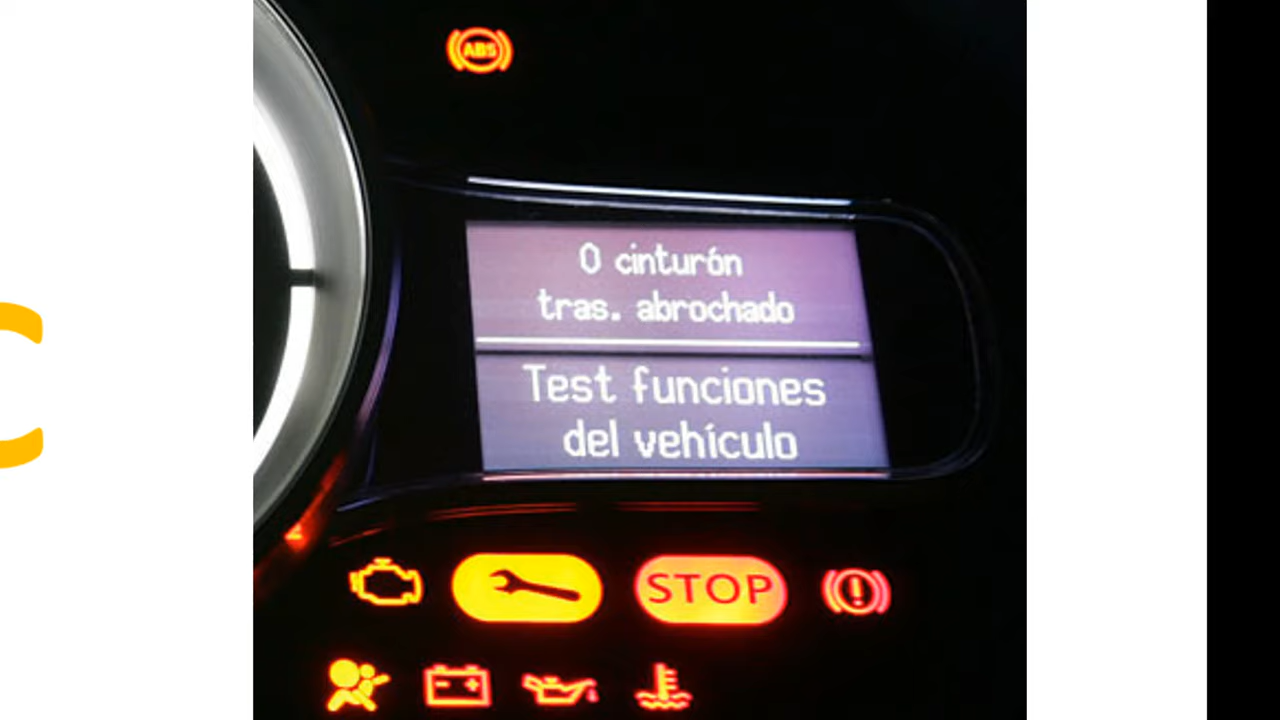 ABS
0 cinturón
tras. abrochado
Test funciones
del vehículo
STOP